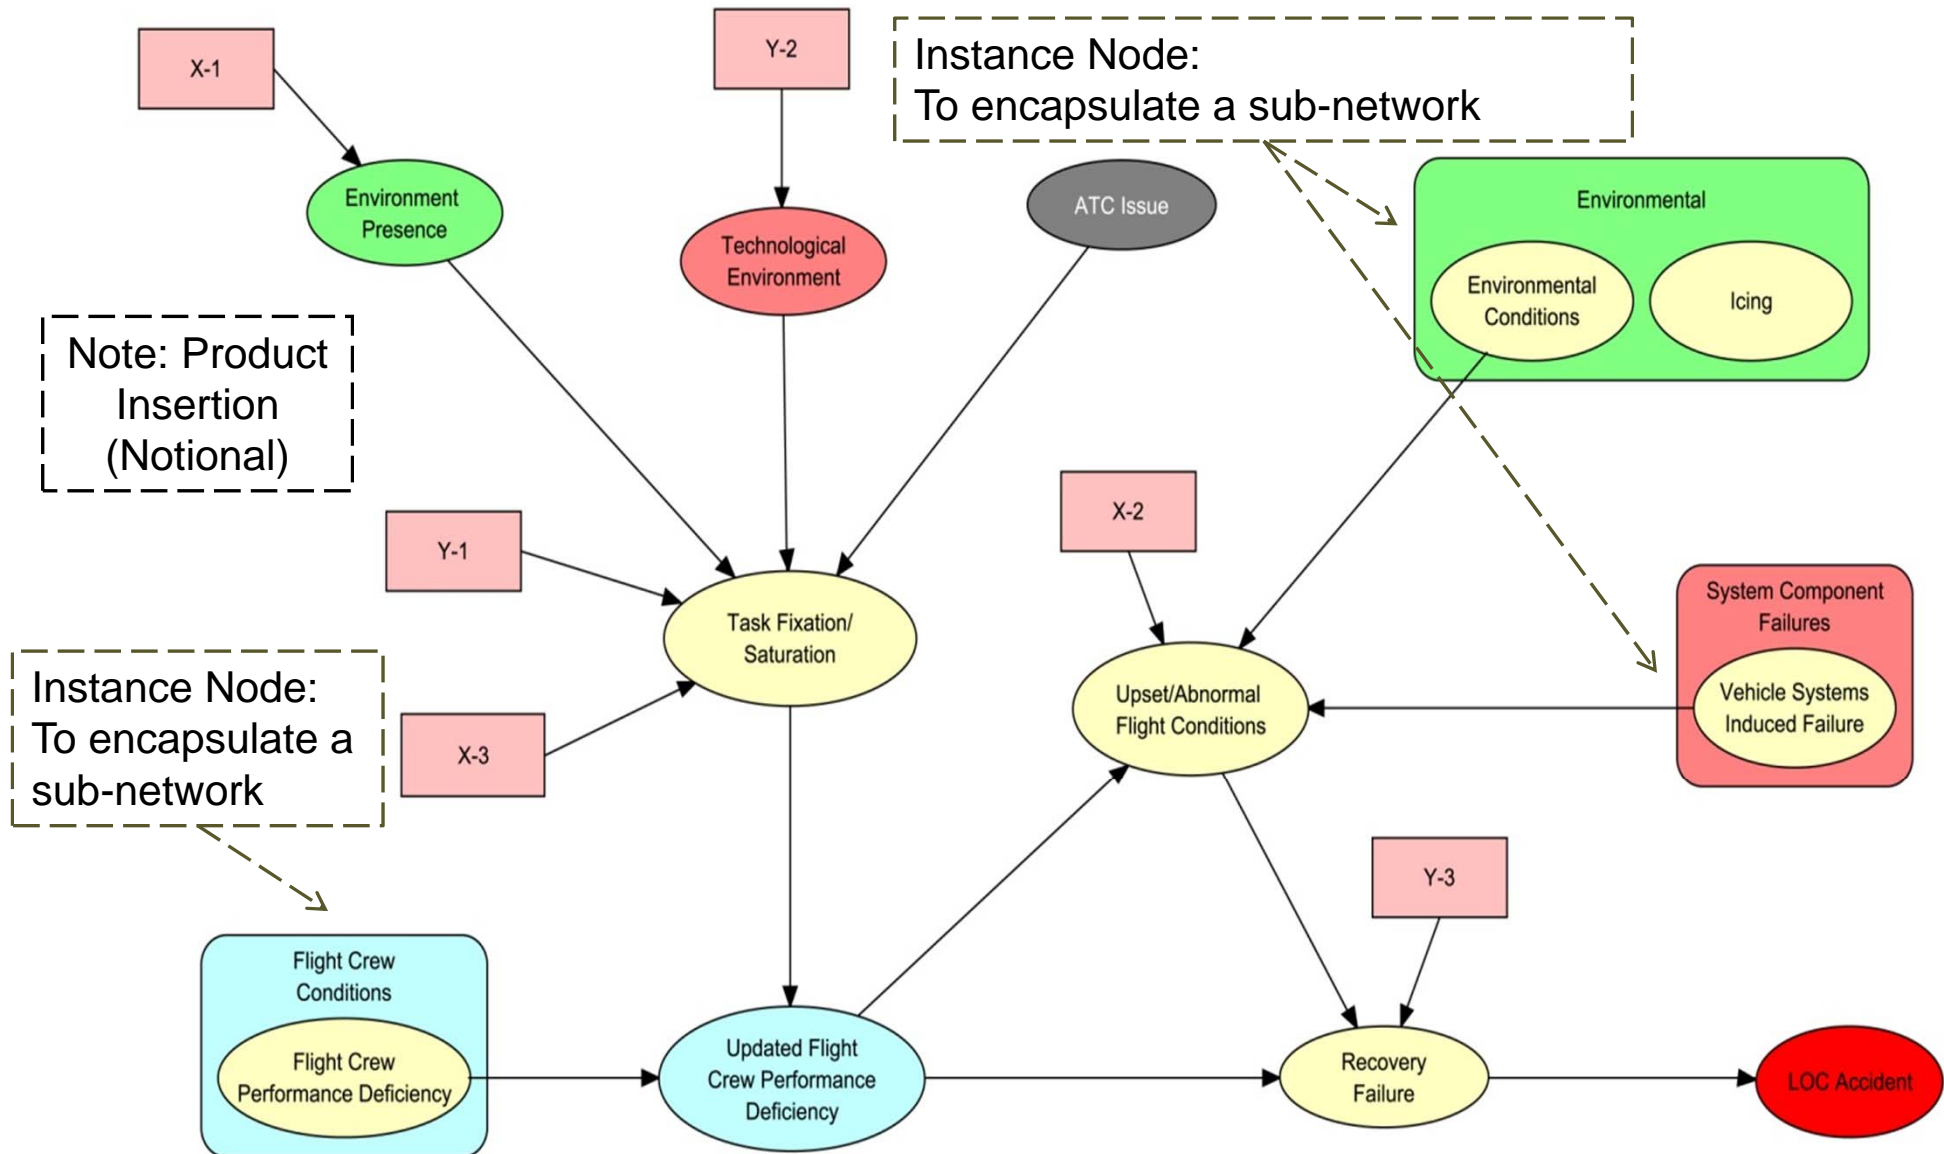 X-1
Y-2
Instance Node:
To encapsulate a sub-network
Environment
Presence
Technological
Environment
ATC Issue
Environmental
Environmental
Conditions
Icing
Note: Product
Insertion
(Notional)
Y-1
X-2
Task Fixation/
Saturation
System Component
Failures
Vehicle Systems
Induced Failure
Upset/Abnormal
Flight Conditions
Instance Node:
To encapsulate a
sub-network
X-3
Y-3
Flight Crew
Conditions
Flight Crew
Performance Deficiency
Updated Flight
Crew Performance
Deficiency
Recovery
Failure
LOC Accident